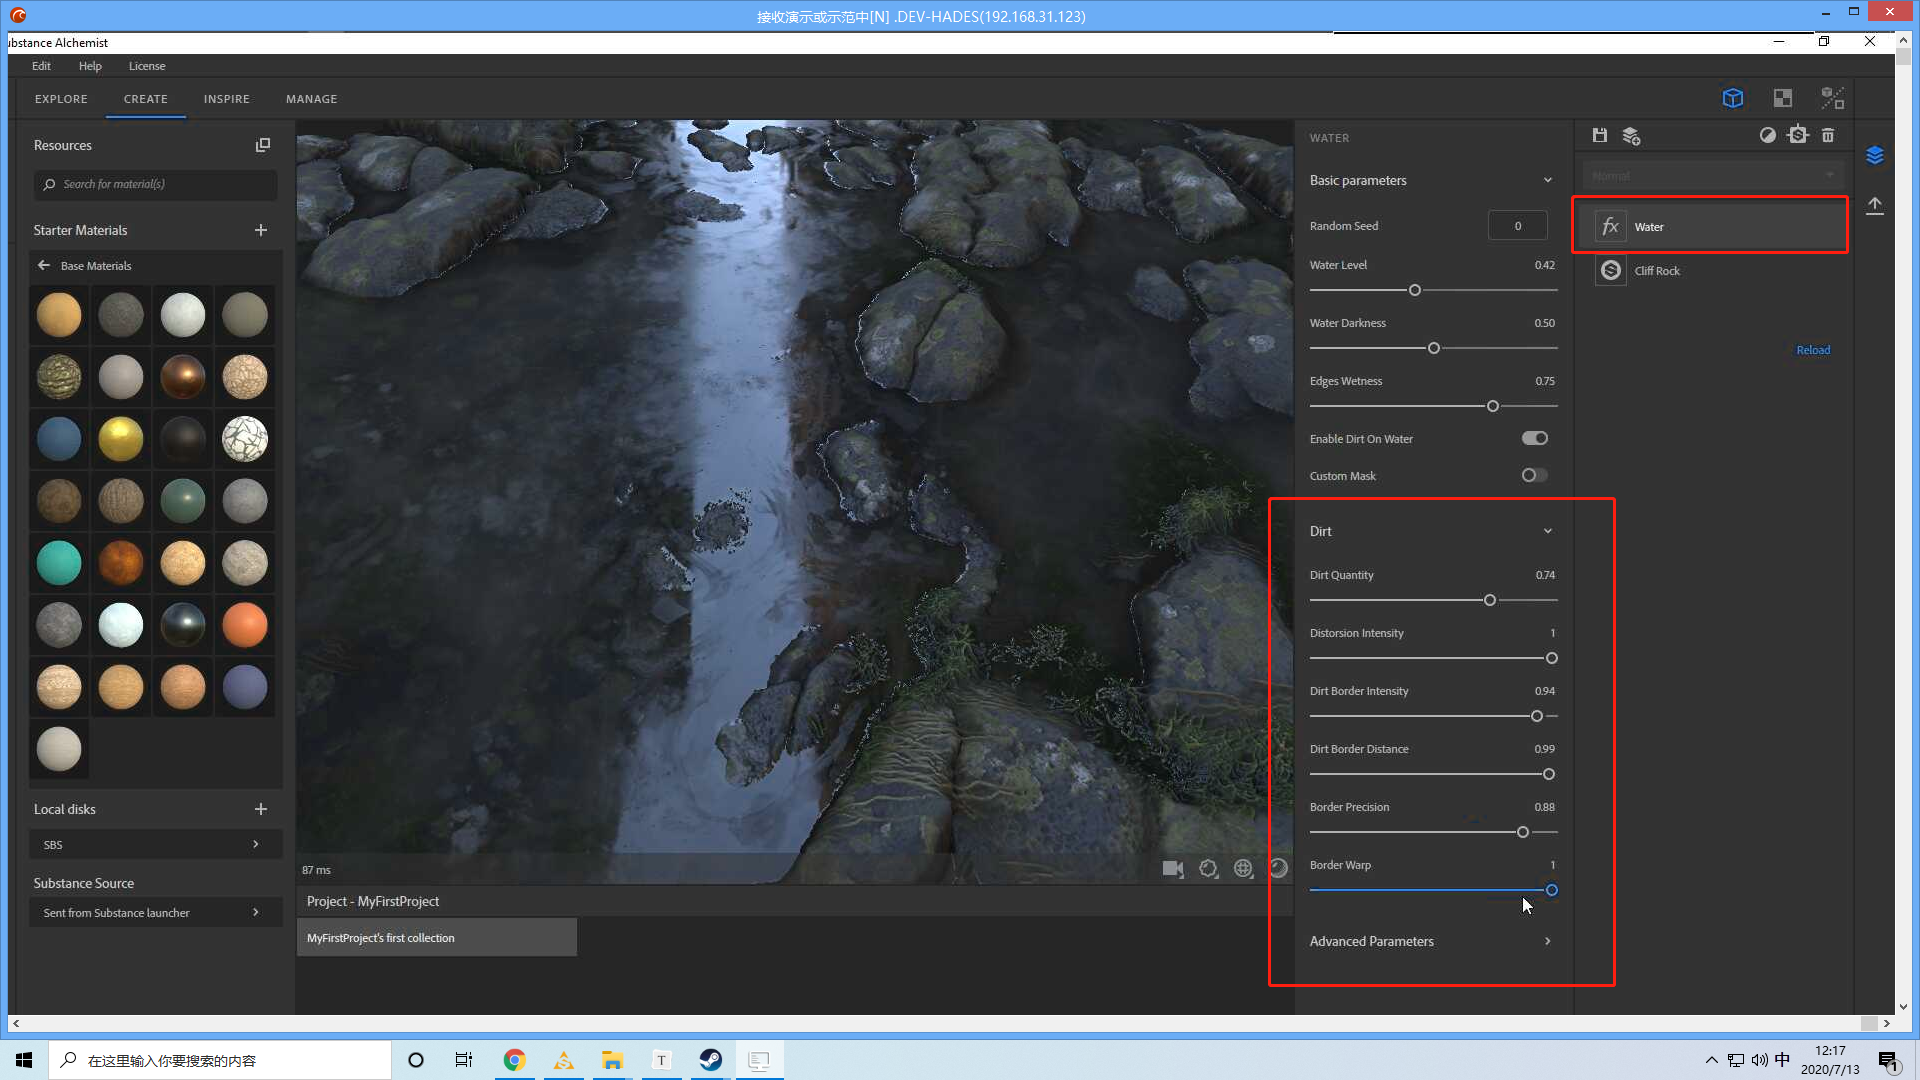 接收演示或示范中[N] .DEV-HADES(192.168.31.123)
ubstance Alchemist
Edit Help License
EXPLORE CREATE INSPIRE MANAGE
Resources
Search for material(s)
Starter Materials
Base Materials
Local disks
SBS
Substance Source
Sent from Substance launcher
87 ms
Project - MyFirstProject
MyFirstProject's first collection
WATER
Basic parameters
Random Seed 0
Water Level 0.42
Water Darkness 0.50
Edges Wetness 0.75
Enable Dirt On Water
Custom Mask
Dirt
Dirt Quantity 0.74
Distorsion Intensity 1
Dirt Border Intensity 0.94
Dirt Border Distance 0.99
Border Precision 0.88
Border Warp 1
Advanced Parameters
Normal
fx Water
Cliff Rock
Reload
在这里输入你要搜索的内容
T
中
12:17
2020/7/13
1